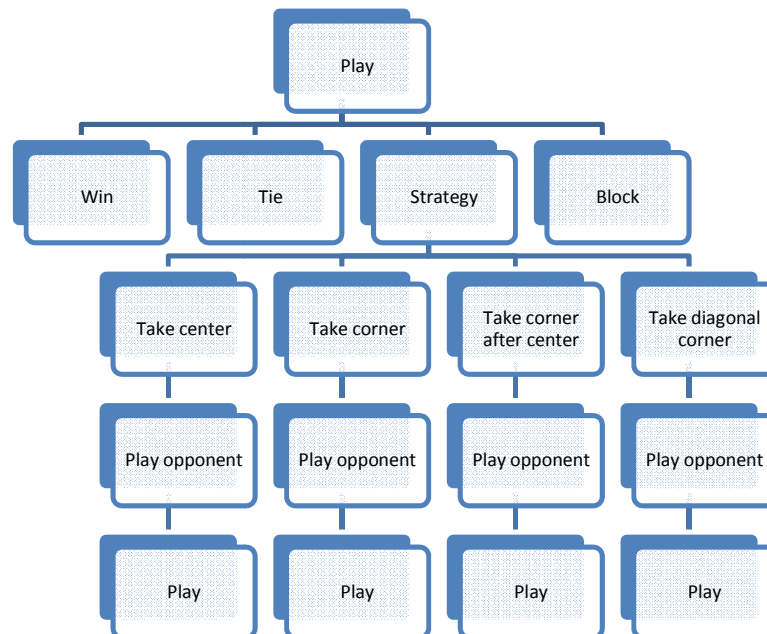 Play
Win
Tie
Strategy
Block
Take center
Take corner
Take corner
after center
Take diagonal
corner
Play opponent
Play opponent
Play opponent
Play opponent
Play
Play
Play
Play